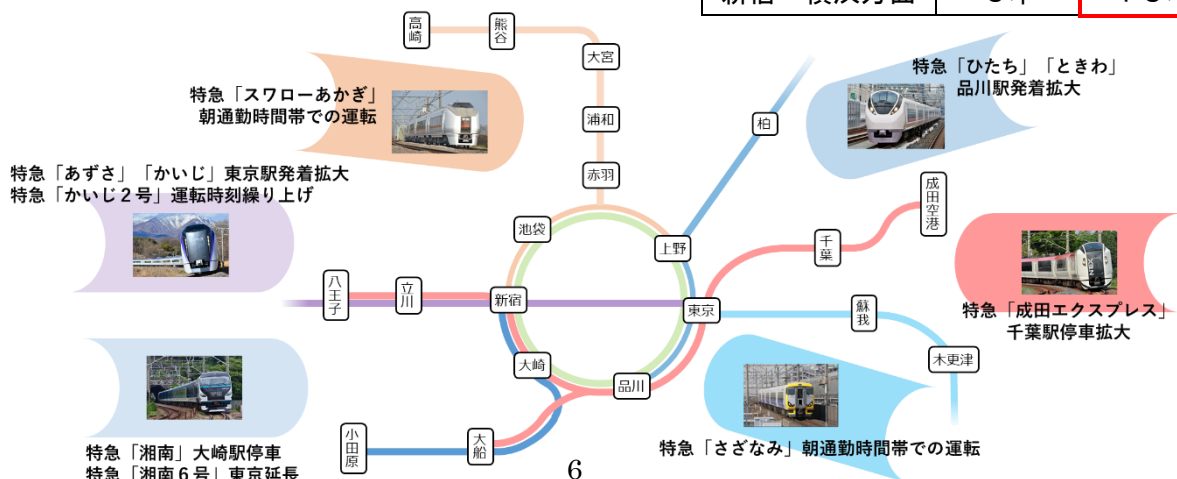 高崎
熊谷
大宮
特急「ひたち」「ときわ」
品川駅発着拡大
特急「スワローあかぎ」
朝通勤時間帯での運転
浦和
柏
特急「あずさ」「かいじ」東京駅発着拡大
特急「かいじ２号」運転時刻繰り上げ
赤羽
成田空港
池袋
上野
千葉
八王子
立川
新宿
東京
蘇我
特急「成田エクスプレス」
千葉駅停車拡大
大崎
品川
木更津
特急「湘南」大崎駅停車
特急「湘南６号」東京延長
小田原
大船
特急「さざなみ」朝通勤時間帯での運転
6